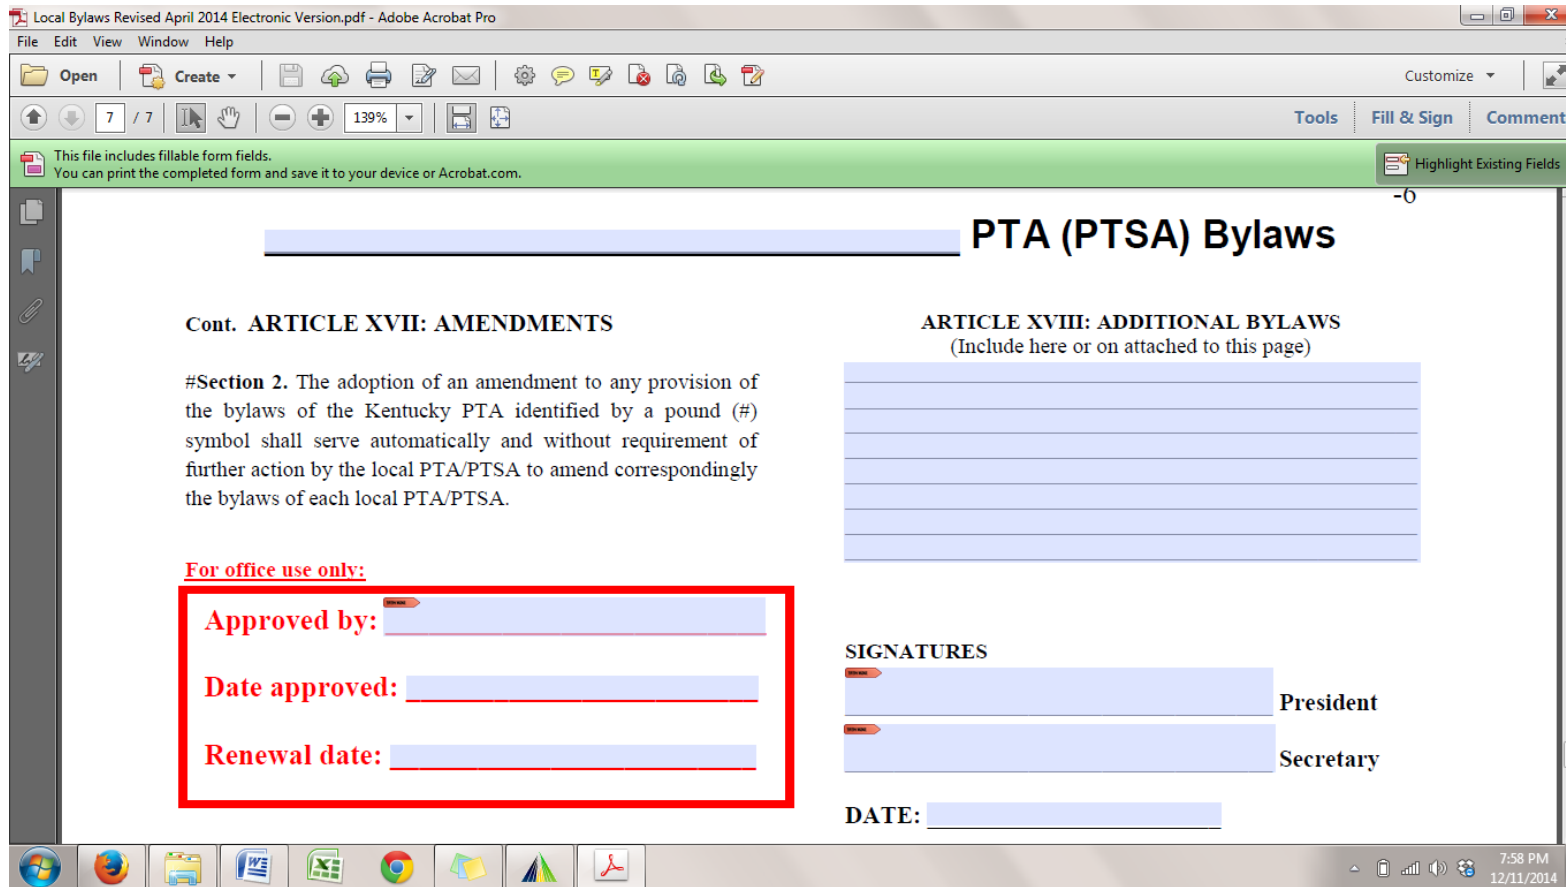 Local Bylaws Revised April 2014 Electronic Version.pdf - Adobe Acrobat Pro
File Edit View Window Help
Open Create Customize
7 / 7 139% Tools Fill & Sign Comment
This file includes fillable form fields.
You can print the completed form and save it to your device or Acrobat.com.
Highlight Existing Fields
-6
PTA (PTSA) Bylaws
Cont. ARTICLE XVII: AMENDMENTS
#Section 2. The adoption of an amendment to any provision of
the bylaws of the Kentucky PTA identified by a pound (#)
symbol shall serve automatically and without requirement of
further action by the local PTA/PTSA to amend correspondingly
the bylaws of each local PTA/PTSA.
For office use only:
Approved by:
Date approved:
Renewal date:
ARTICLE XVIII: ADDITIONAL BYLAWS
(Include here or on attached to this page)
SIGNATURES
President
Secretary
DATE:
7:58 PM
12/11/2014